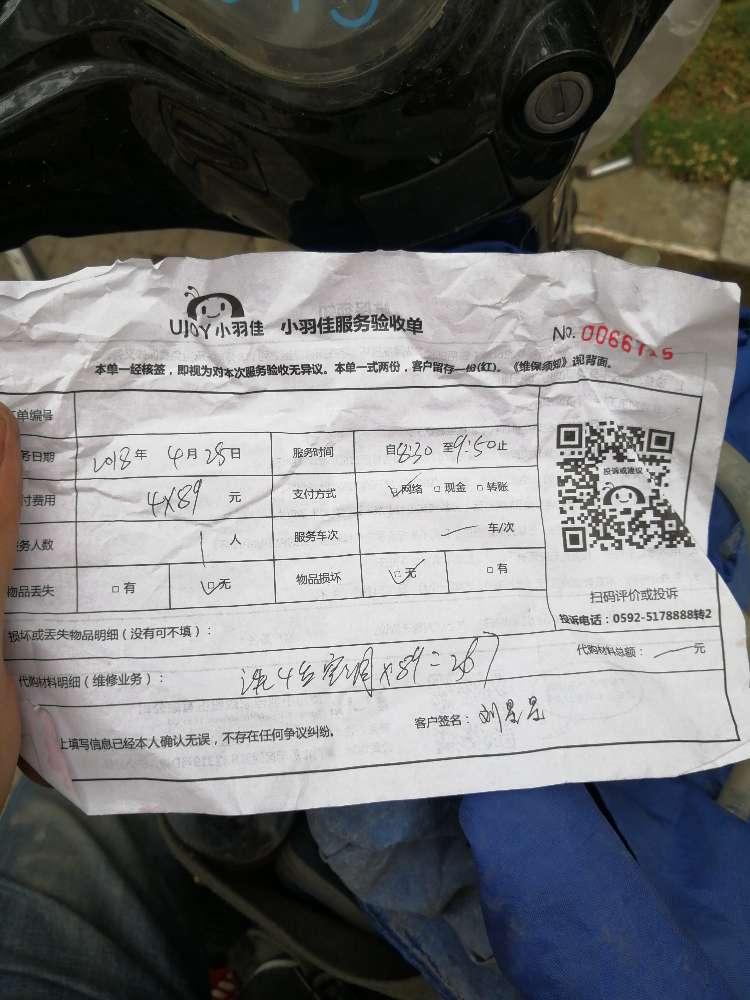 UJOY小羽佳 小羽佳服务验收单
No. 0066
本单一经核签，即视为对本次服务验收无异议。本单一式两份，客户留存一份(红)。《维保须知》见背面。
单编号
务日期 2018年 4月28日 服务时间 自8:30 至9:50止
投诉或建议
付费用 4×89 元 支付方式 ☑网络 □现金 □转账
务人数 1 人 服务车次 — 车/次
物品丢失 □有 ☑无 物品损坏 ☑无 □有
扫码评价或投诉
投诉电话：0592-5178888转2
损坏或丢失物品明细（没有可不填）：
代购材料明细（维修业务）： 洗4台空调×89=267
代购材料总额： — 元
上填写信息已经本人确认无误，不存在任何争议纠纷。 客户签名：刘星星